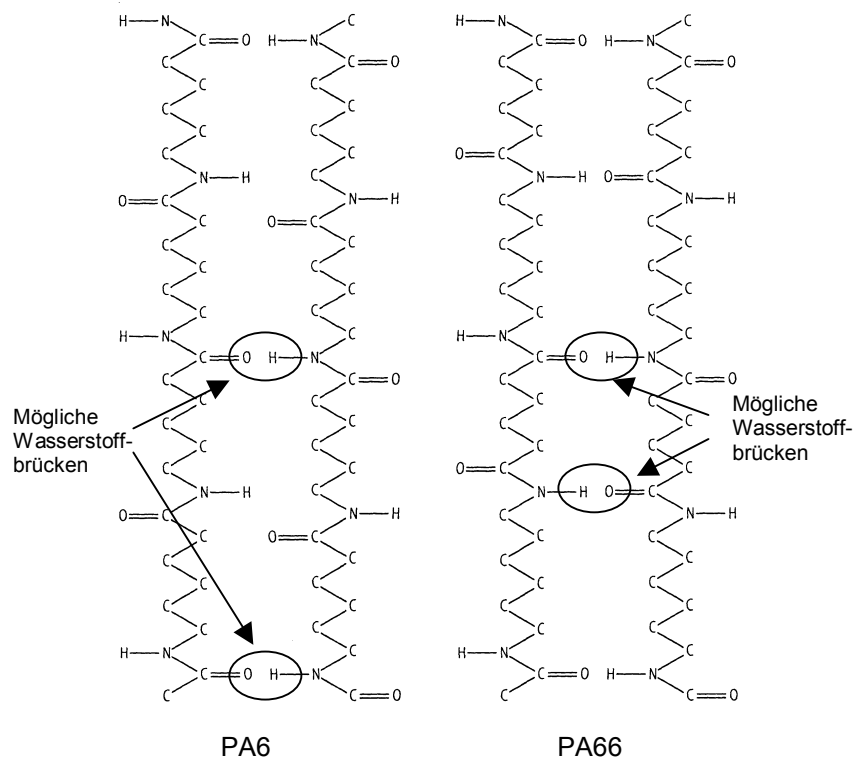 H—N C H—N C
C=O H—N C=O H—N
C C=O C C=O
C C C C
C C C C
C C C C
C C O=C C
N—H C N—H O=C
O=C N—H C N—H
C O=C C C
C C C C
C C C C
C C C C
C C C C
H—N C H—N C
C=O H—N C=O H—N
C C=O C C=O
C C C C
C C C C
C C C C
C C O=C C
N—H C N—H O=C
O=C N—H C N—H
C O=C C C
C C C C
C C C C
C C C C
C C C C
H—N C H—N C
C=O H—N C=O H—N
C C=O C C=O
Mögliche
Wasserstoff-
brücken
Mögliche
Wasserstoff-
brücken
PA6
PA66